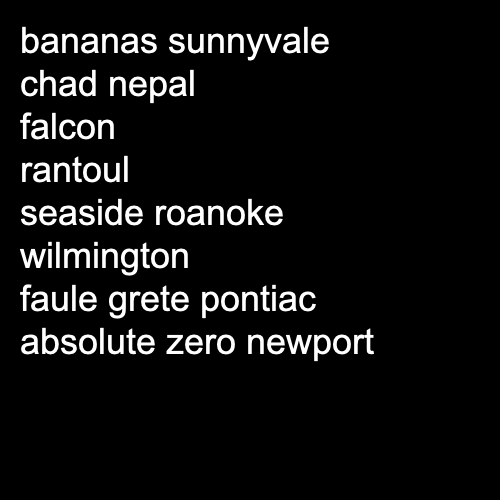 bananas sunnyvale
chad nepal
falcon
rantoul
seaside roanoke
wilmington
faule grete pontiac
absolute zero newport